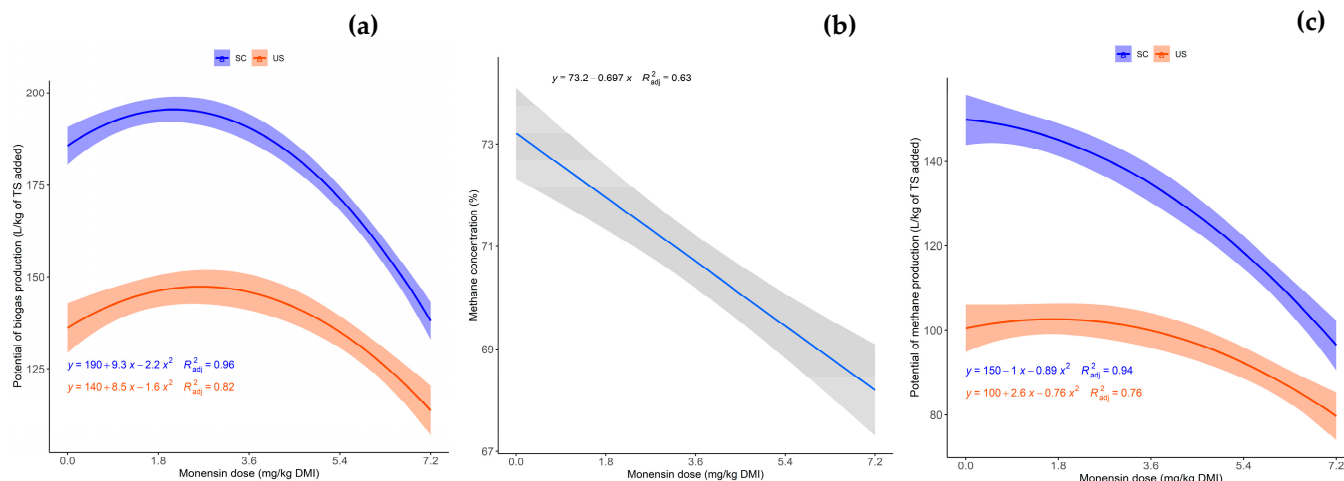 (a)
SC US
Potential of biogas production (L/kg of TS added)
200
175
150
125
y = 190 + 9.3 x − 2.2 x² R²adj = 0.96
y = 140 + 8.5 x − 1.6 x² R²adj = 0.82
0.0 1.8 3.6 5.4 7.2
Monensin dose (mg/kg DMI)
(b)
y = 73.2 − 0.697 x R²adj = 0.63
Methane concertration (%)
73
71
69
67
0.0 1.8 3.6 5.4 7.2
Monensin dose (mg/kg DMI)
(c)
SC US
Potential of methane production (L/kg of TS added)
140
120
100
80
y = 150 − 1 x − 0.89 x² R²adj = 0.94
y = 100 + 2.6 x − 0.76 x² R²adj = 0.76
0.0 1.8 3.6 5.4 7.2
Monensin dose (mg/kg DMI)